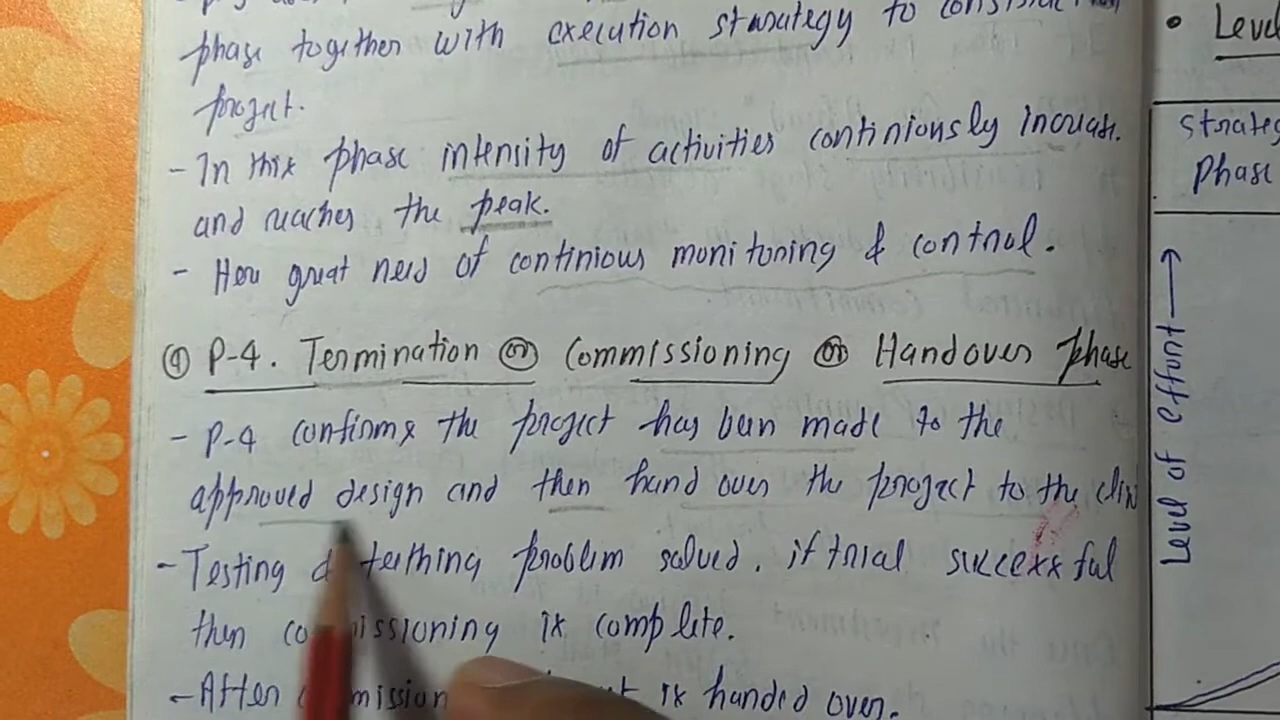 phase together with execution strategy to
project.
- In this phase intensity of activities continiously increase.
and reaches the peak.
- Here great need of continious monitoring & control.
④ P-4. Termination or Commissioning or Handover phase
- P-4 confirms the project has been made to the
approved design and then hand over the project to the
- Testing teething problem solved. if trial successful
then commissioning is complete.
- After is handed over.
• Level
Strateg
Phase
Level of effort